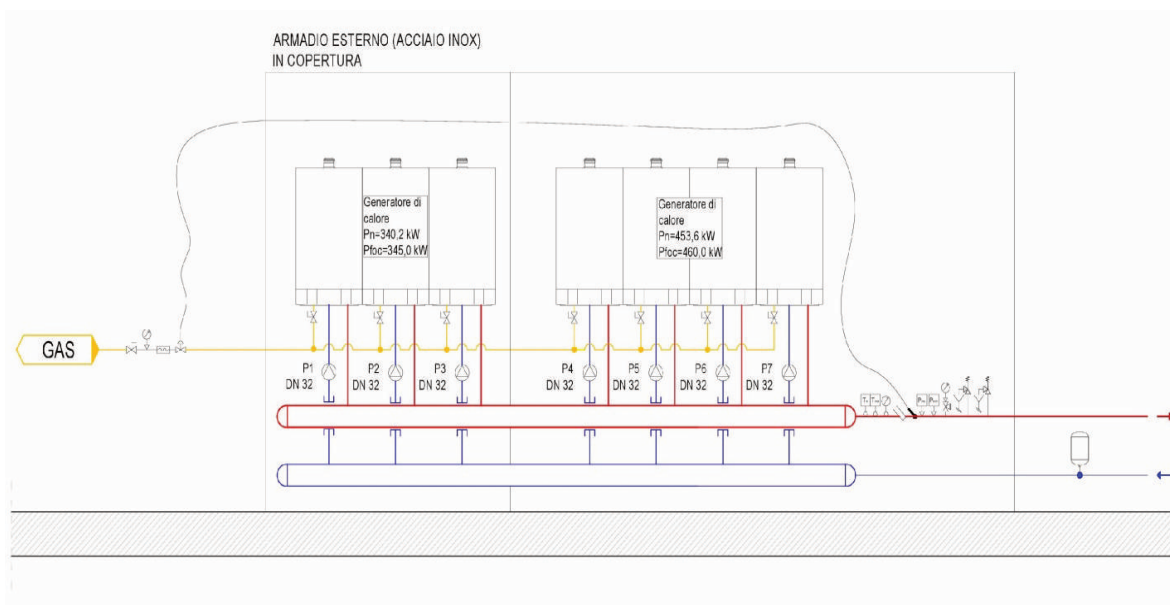 ARMADIO ESTERNO (ACCIAIO INOX)
IN COPERTURA
Generatore di
calore
Pn=340,2 kW
Pfoc=345,0 kW
Generatore di
calore
Pn=453,6 kW
Pfoc=460,0 kW
GAS
P1
DN 32
P2
DN 32
P3
DN 32
P4
DN 32
P5
DN 32
P6
DN 32
P7
DN 32